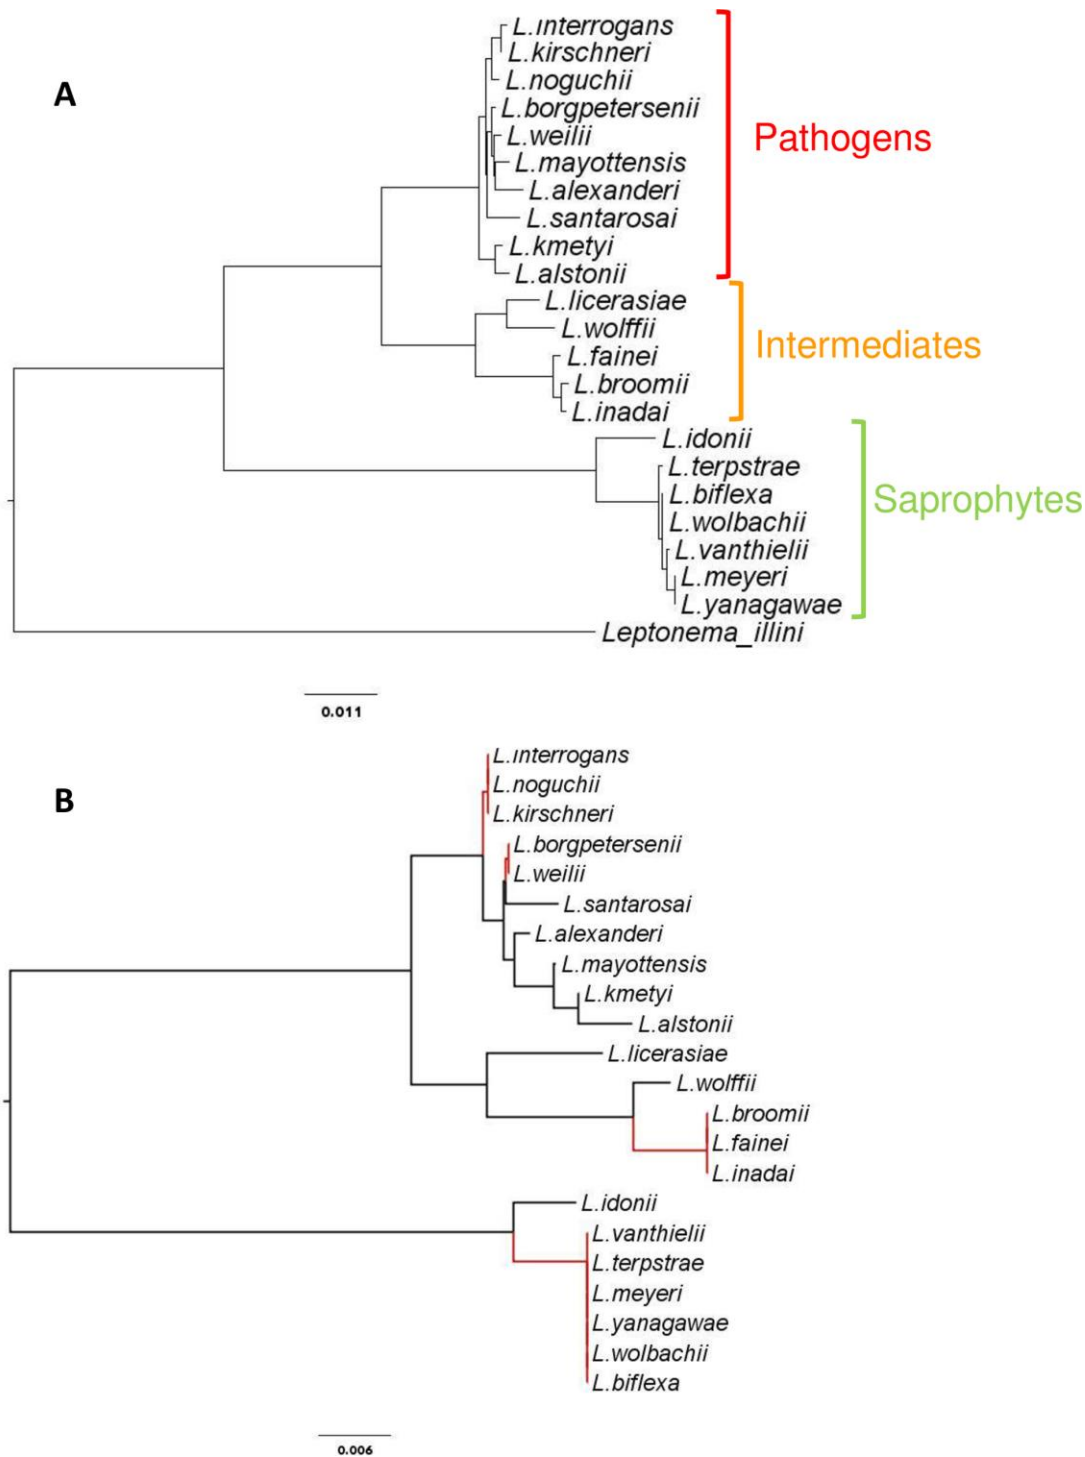 A
L.interrogans
L.kirschneri
L.noguchii
L.borgpetersenii
L.weilii
L.mayottensis
L.alexanderi
L.santarosai
L.kmetyi
L.alstonii
Pathogens
L.licerasiae
L.wolffii
L.fainei
L.broomii
L.inadai
Intermediates
L.idonii
L.terpstrae
L.biflexa
L.wolbachii
L.vanthielii
L.meyeri
L.yanagawae
Saprophytes
Leptonema_illini
0.011
B
L.interrogans
L.noguchii
L.kirschneri
L.borgpetersenii
L.weilii
L.santarosai
L.alexanderi
L.mayottensis
L.kmetyi
L.alstonii
L.licerasiae
L.wolffii
L.broomii
L.fainei
L.inadai
L.idonii
L.vanthielii
L.terpstrae
L.meyeri
L.yanagawae
L.wolbachii
L.biflexa
0.006